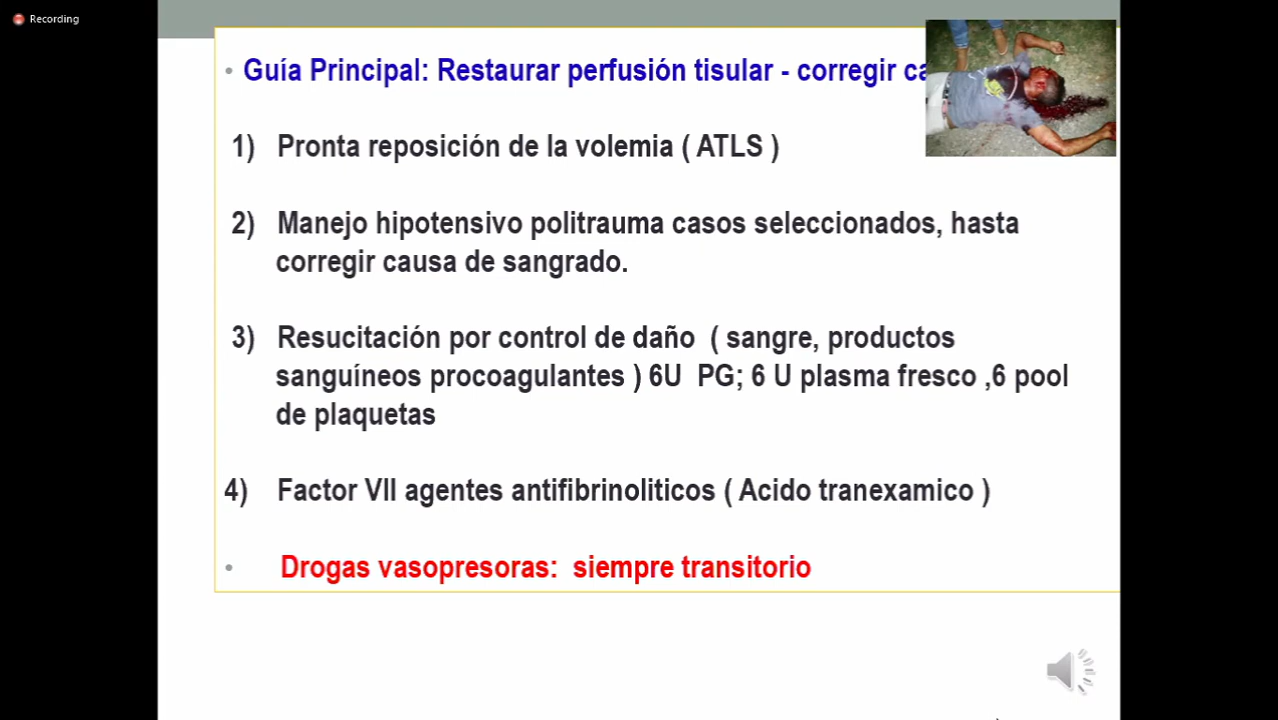 Recording
• Guía Principal: Restaurar perfusión tisular - corregir
1) Pronta reposición de la volemia ( ATLS )
2) Manejo hipotensivo politrauma casos seleccionados, hasta
corregir causa de sangrado.
3) Resucitación por control de daño ( sangre, productos
sanguíneos procoagulantes ) 6U PG; 6 U plasma fresco ,6 pool
de plaquetas
4) Factor VII agentes antifibrinoliticos ( Acido tranexamico )
• Drogas vasopresoras: siempre transitorio